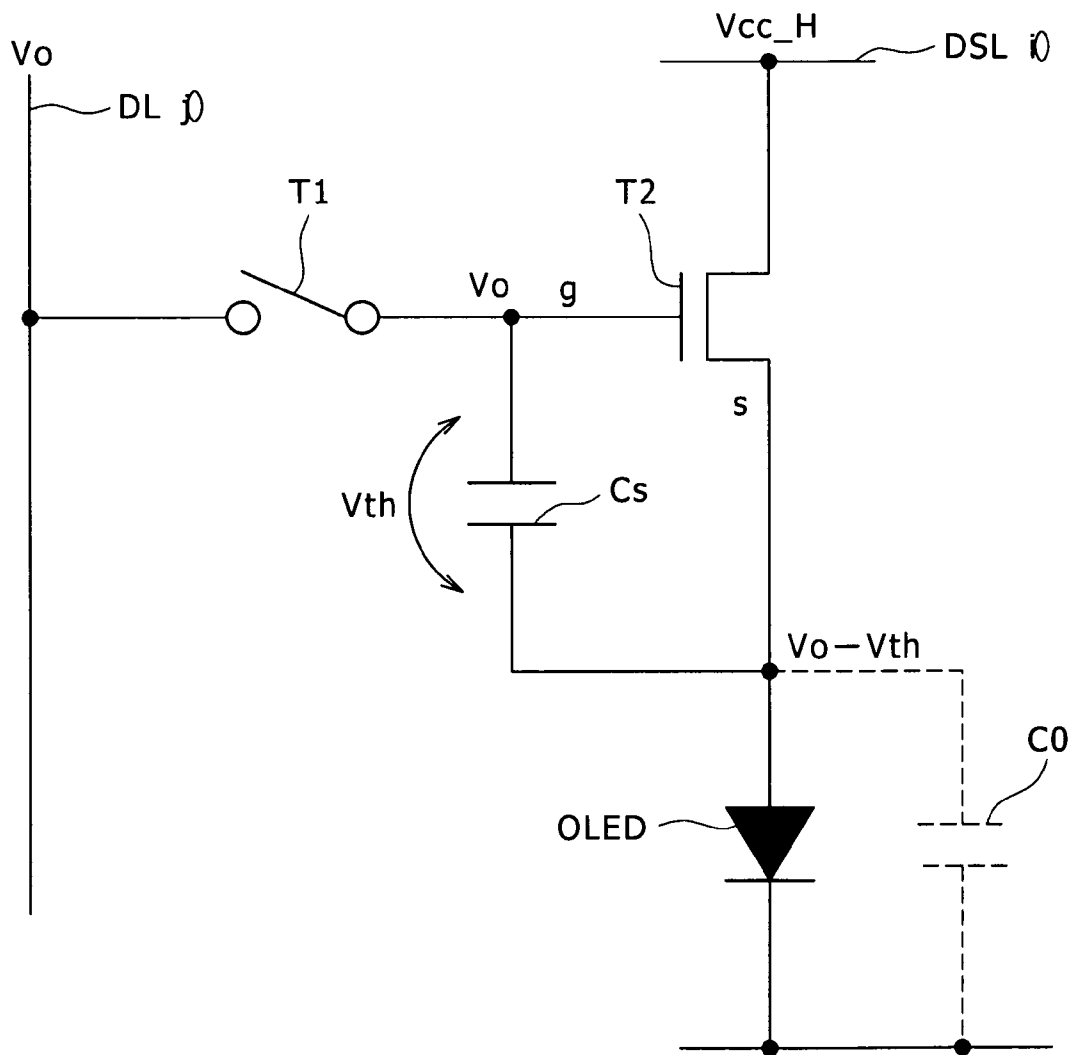 Vcc_H
DSL i()
Vo
DL j()
T1
T2
Vo
g
s
Vth
Cs
Vo−Vth
C0
OLED